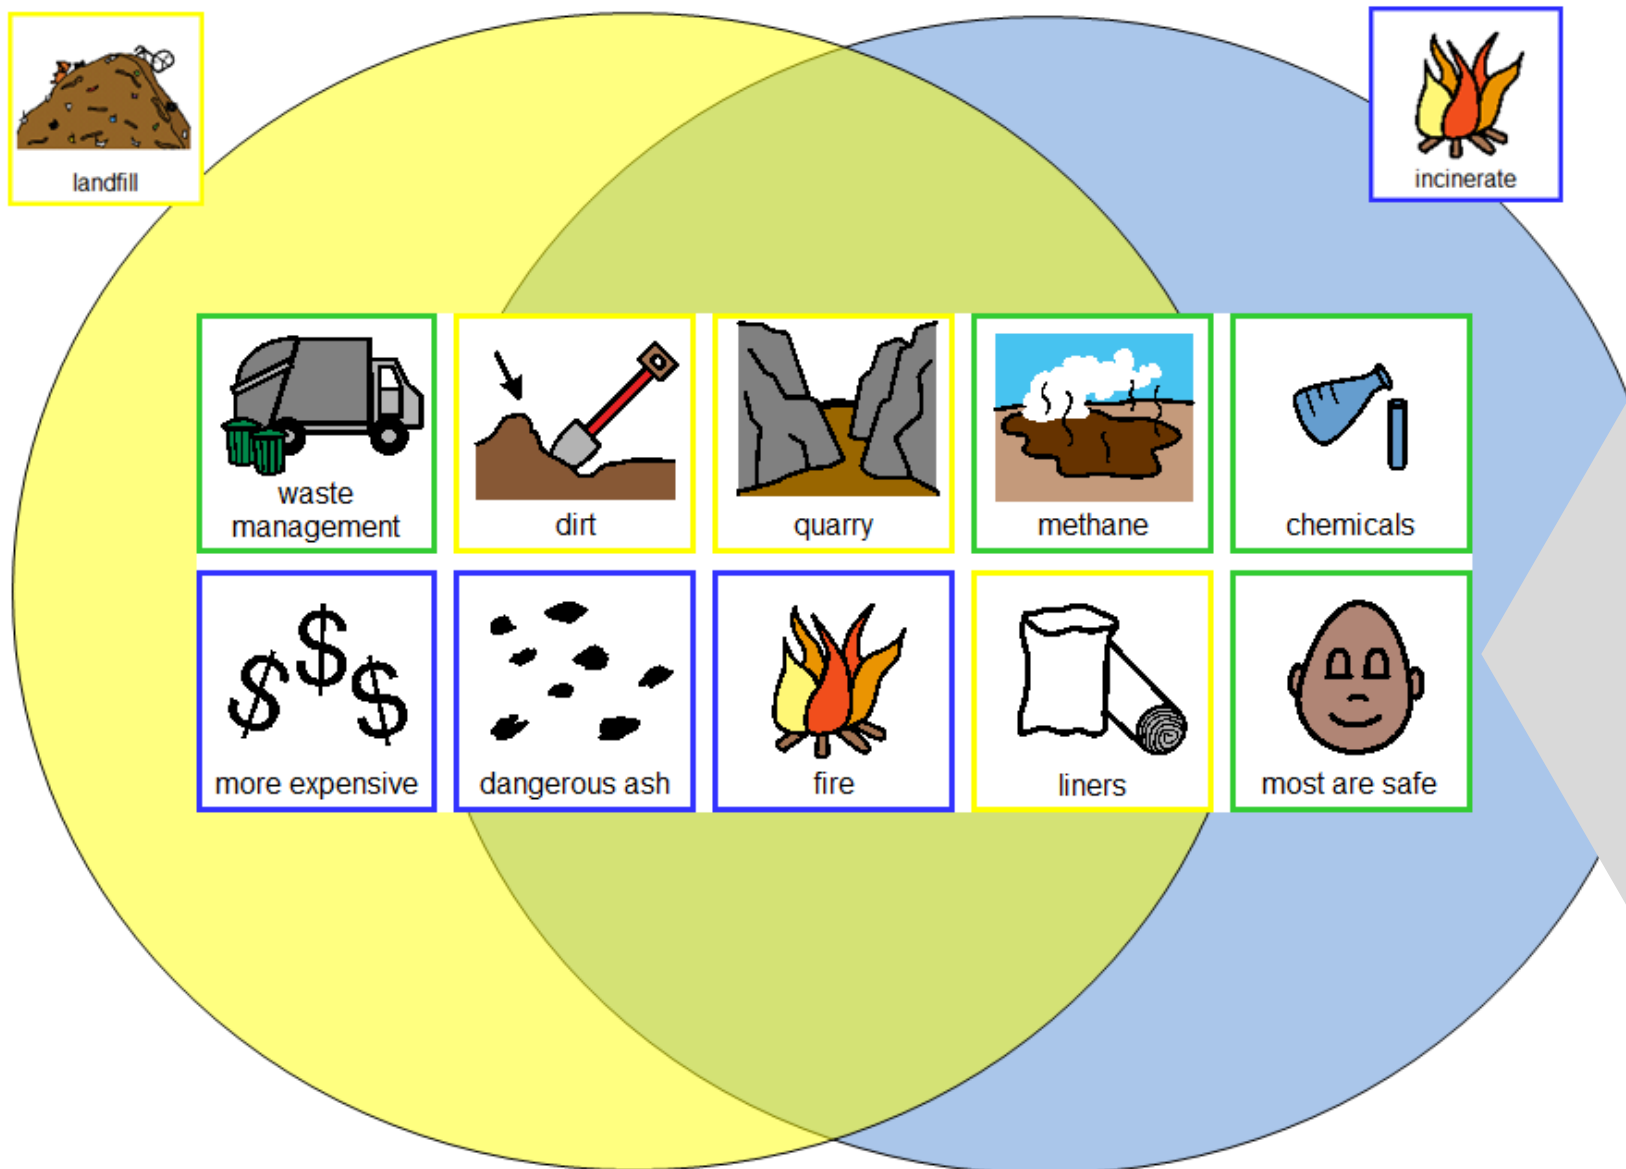 landfill
incinerate
waste
management
dirt
quarry
methane
chemicals
$ $ $
more expensive
dangerous ash
fire
liners
most are safe